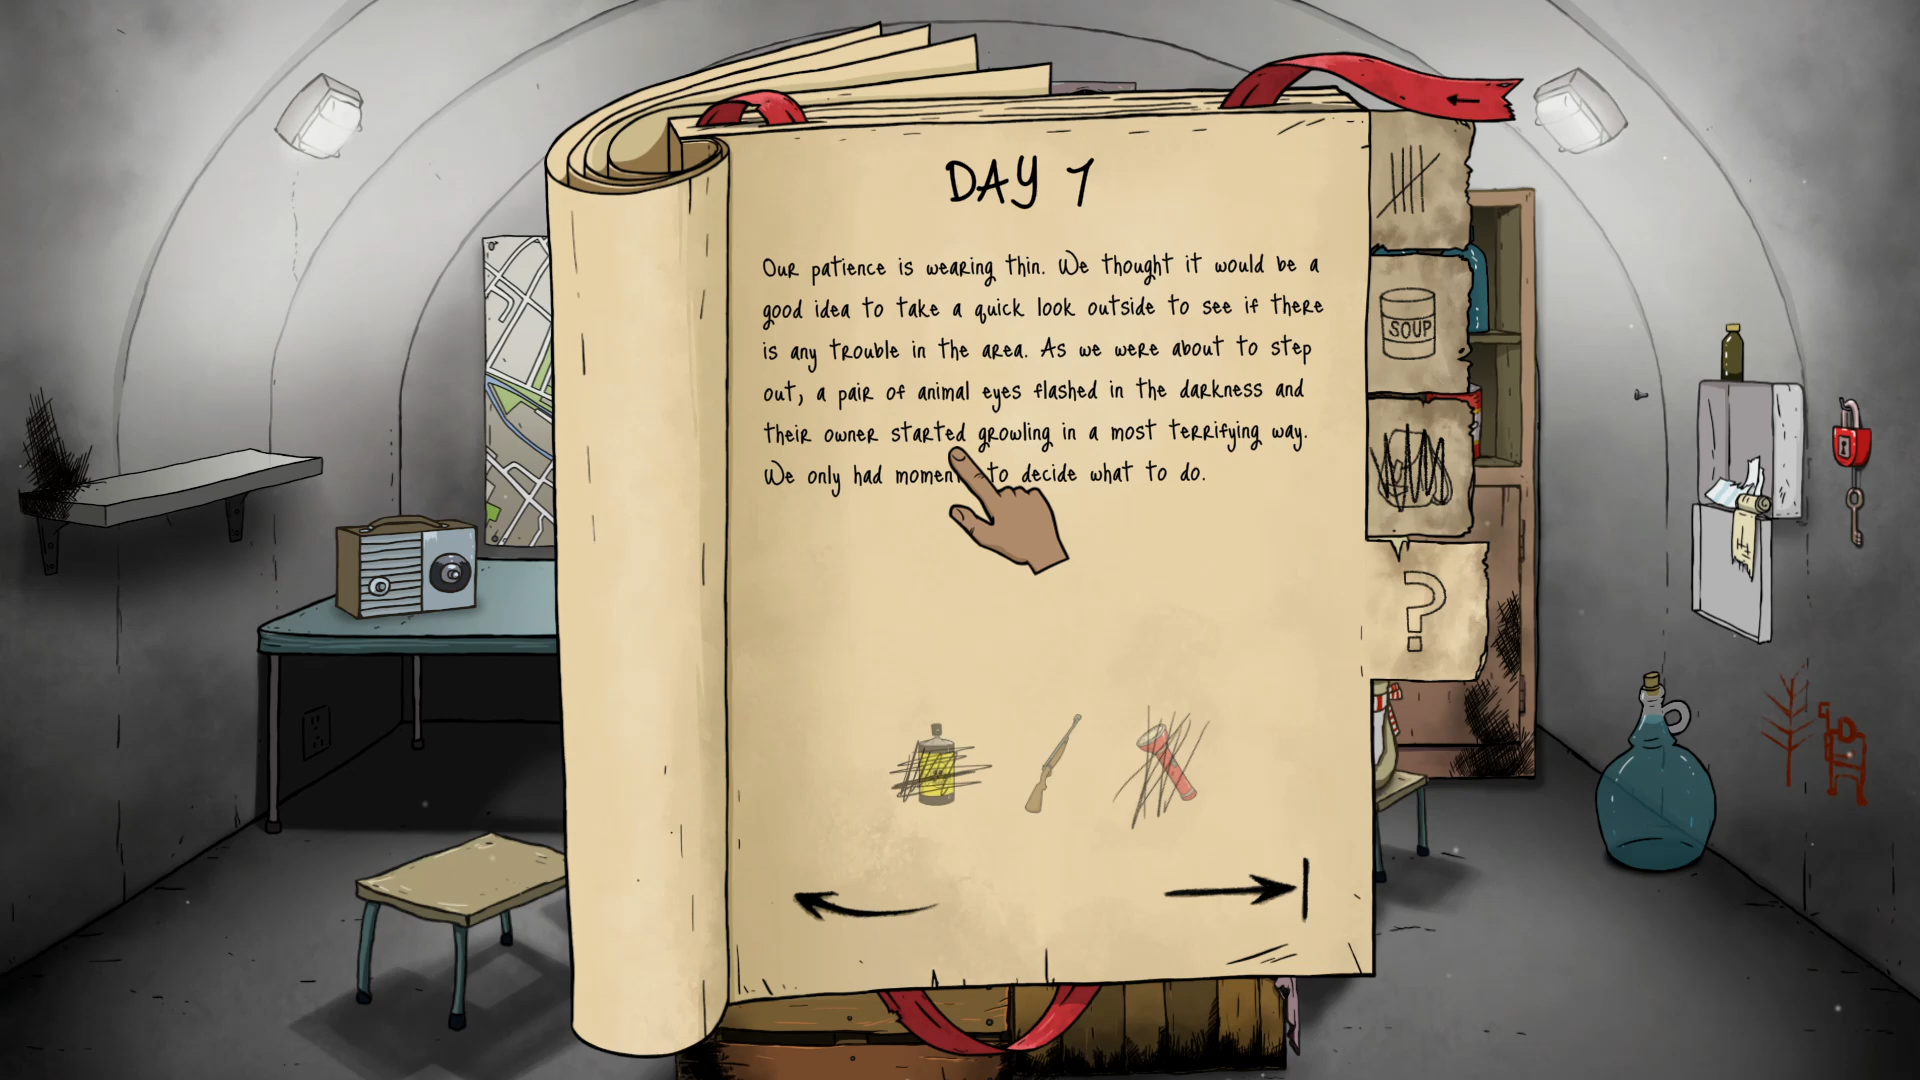 DAY 7
Our patience is wearing thin. We thought it would be a
good idea to take a quick look outside to see if there
is any trouble in the area. As we were about to step
out, a pair of animal eyes flashed in the darkness and
their owner started growling in a most terrifying way.
We only had to decide what to do.
SOUP
?